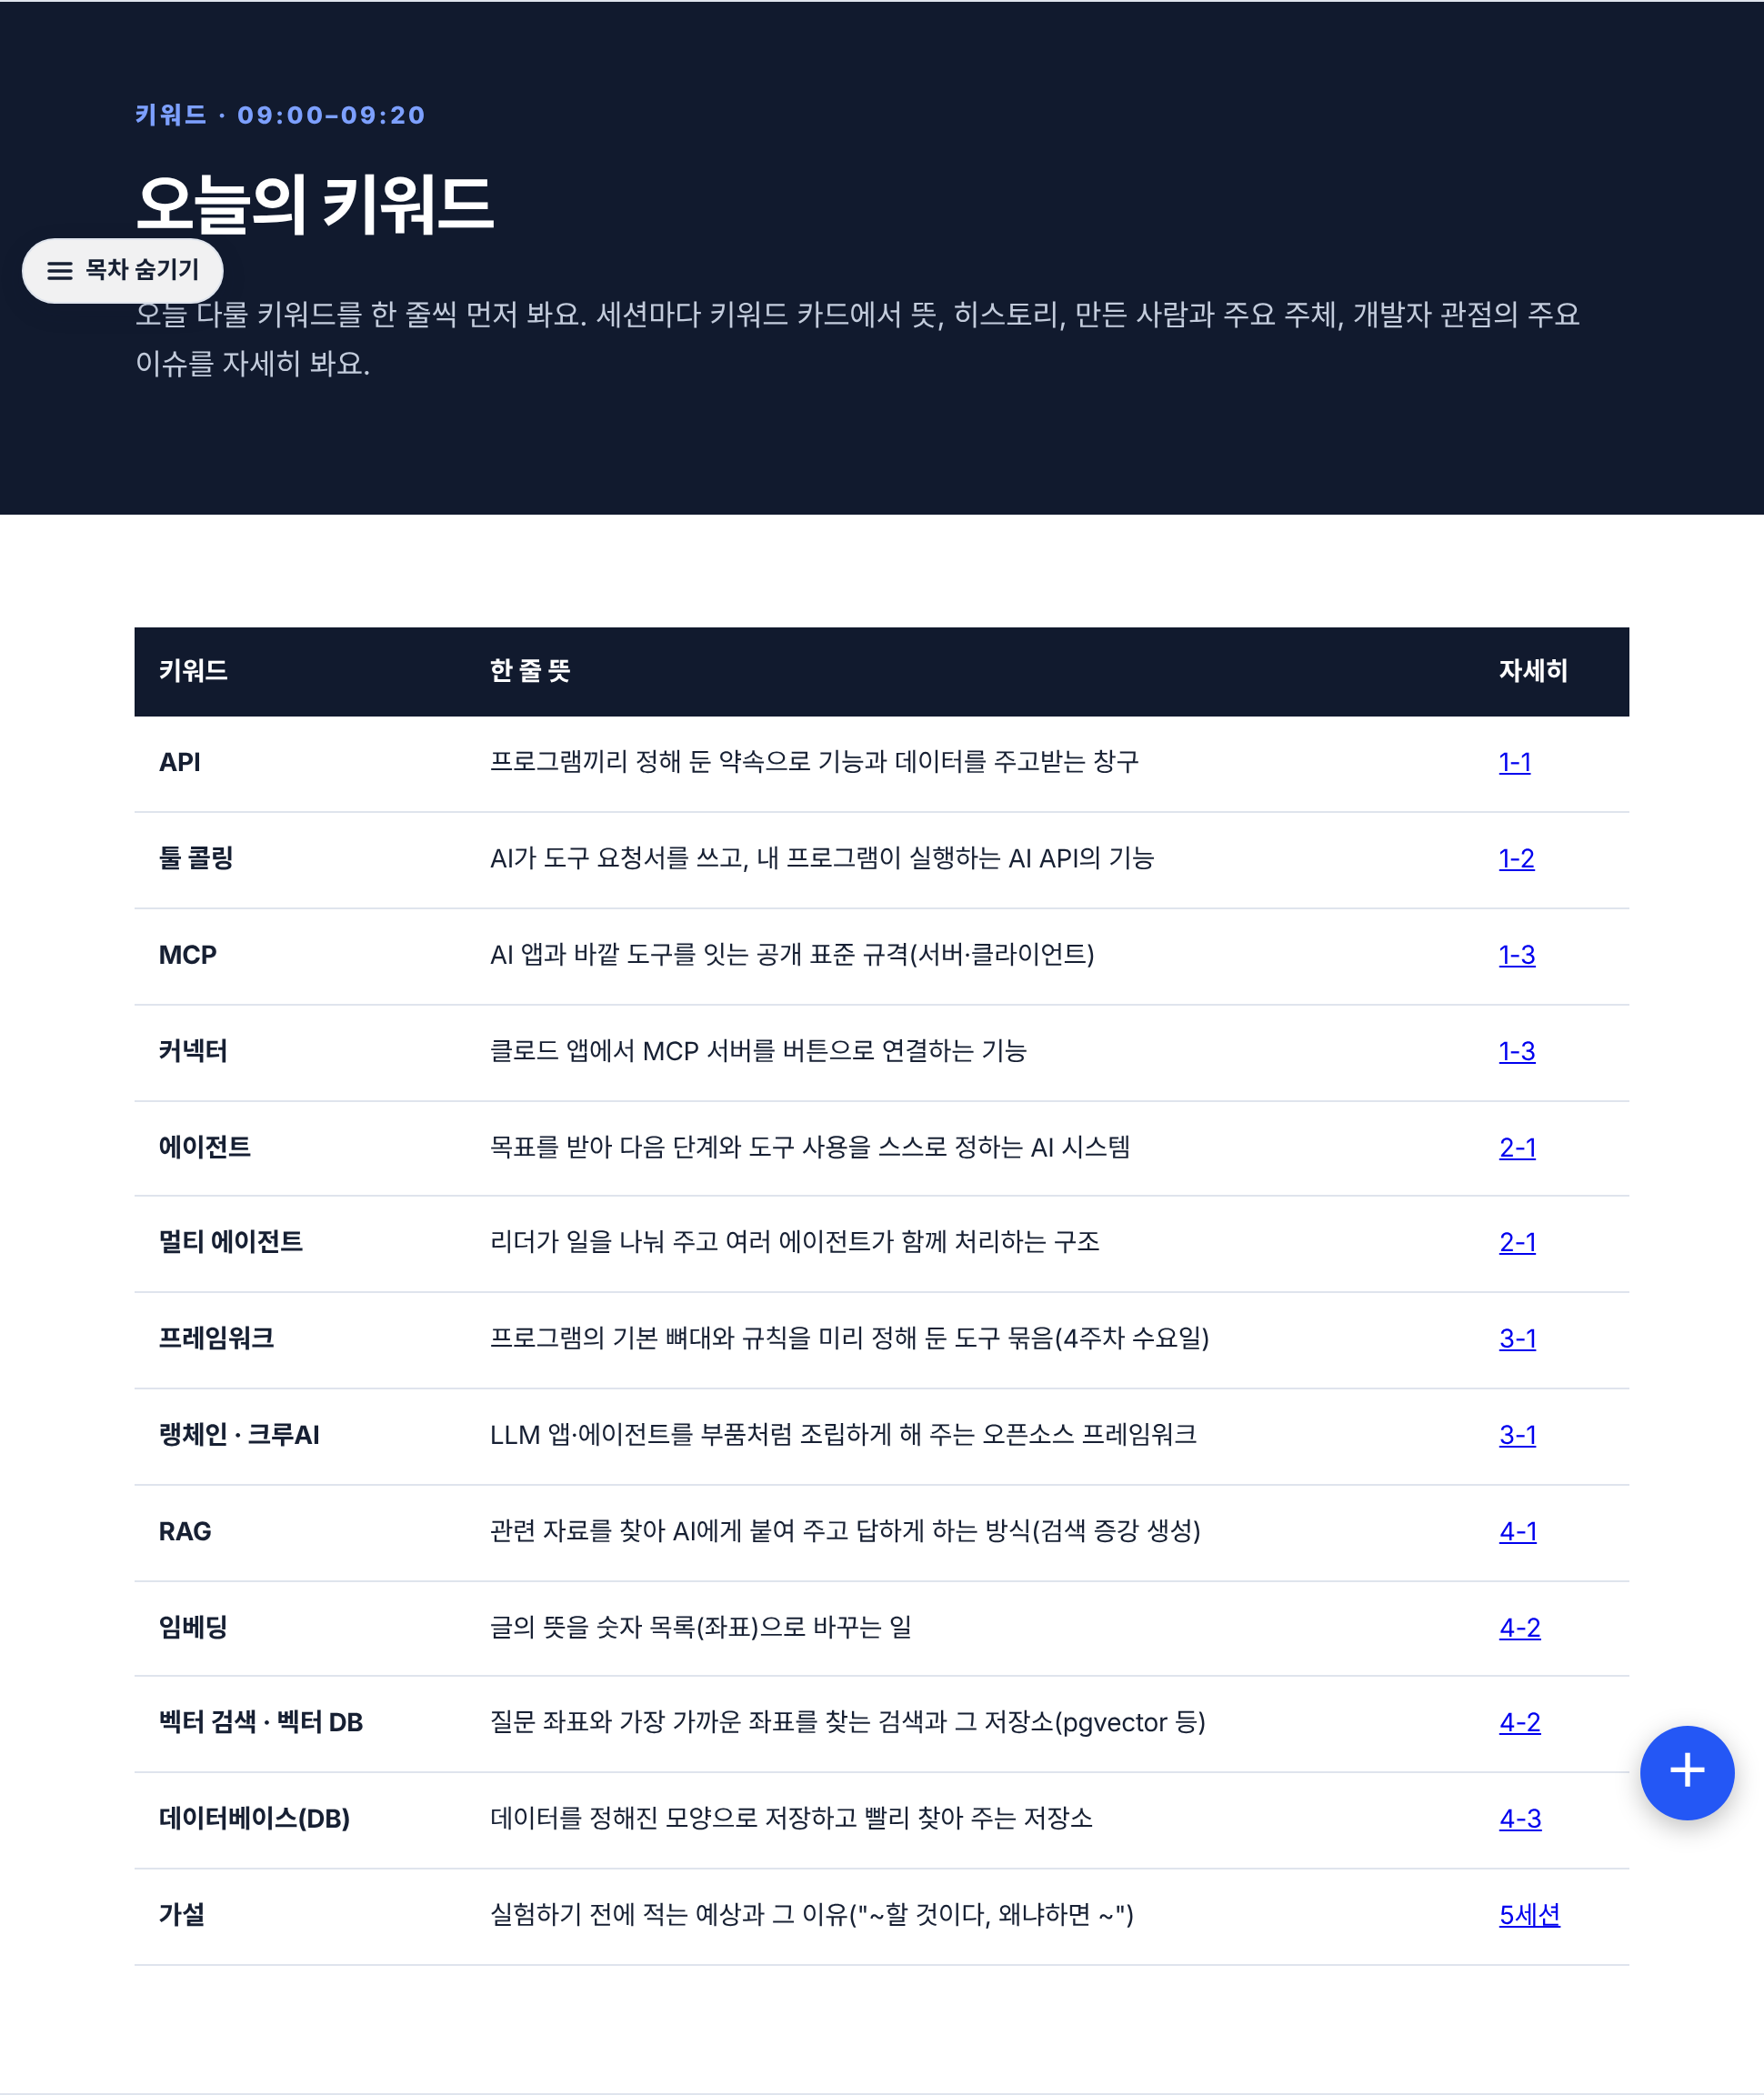 키워드 · 09:00–09:20
오늘의 키워드
목차 숨기기
오늘 다룰 키워드를 한 줄씩 먼저 봐요. 세션마다 키워드 카드에서 뜻, 히스토리, 만든 사람과 주요 주체, 개발자 관점의 주요
이슈를 자세히 봐요.
키워드 한 줄 뜻 자세히
API 프로그램끼리 정해 둔 약속으로 기능과 데이터를 주고받는 창구 1-1
툴 콜링 AI가 도구 요청서를 쓰고, 내 프로그램이 실행하는 AI API의 기능 1-2
MCP AI 앱과 바깥 도구를 잇는 공개 표준 규격(서버·클라이언트) 1-3
커넥터 클로드 앱에서 MCP 서버를 버튼으로 연결하는 기능 1-3
에이전트 목표를 받아 다음 단계와 도구 사용을 스스로 정하는 AI 시스템 2-1
멀티 에이전트 리더가 일을 나눠 주고 여러 에이전트가 함께 처리하는 구조 2-1
프레임워크 프로그램의 기본 뼈대와 규칙을 미리 정해 둔 도구 묶음(4주차 수요일) 3-1
랭체인 · 크루AI LLM 앱·에이전트를 부품처럼 조립하게 해 주는 오픈소스 프레임워크 3-1
RAG 관련 자료를 찾아 AI에게 붙여 주고 답하게 하는 방식(검색 증강 생성) 4-1
임베딩 글의 뜻을 숫자 목록(좌표)으로 바꾸는 일 4-2
벡터 검색 · 벡터 DB 질문 좌표와 가장 가까운 좌표를 찾는 검색과 그 저장소(pgvector 등) 4-2
데이터베이스(DB) 데이터를 정해진 모양으로 저장하고 빨리 찾아 주는 저장소 4-3
가설 실험하기 전에 적는 예상과 그 이유("~할 것이다, 왜냐하면 ~") 5세션